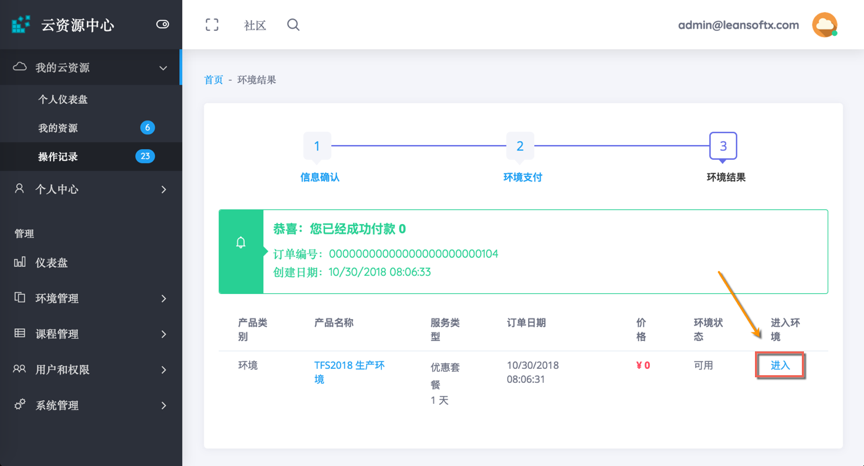 云资源中心
社区
admin@leansoftx.com
我的云资源
个人仪表盘
我的资源 6
操作记录 23
个人中心
管理
仪表盘
环境管理
课程管理
用户和权限
系统管理
首页 - 环境结果
1 2 3
信息确认 环境支付 环境结果
恭喜：您已经成功付款 0
订单编号：00000000000000000000000104
创建日期：10/30/2018 08:06:33
产品类 产品名称 服务类 订单日期 价 环境状 进入环
别 型 格 态 境
环境 TFS2018 生产环 优惠套 10/30/2018 ¥ 0 可用 进入
境 餐 08:06:31
1 天